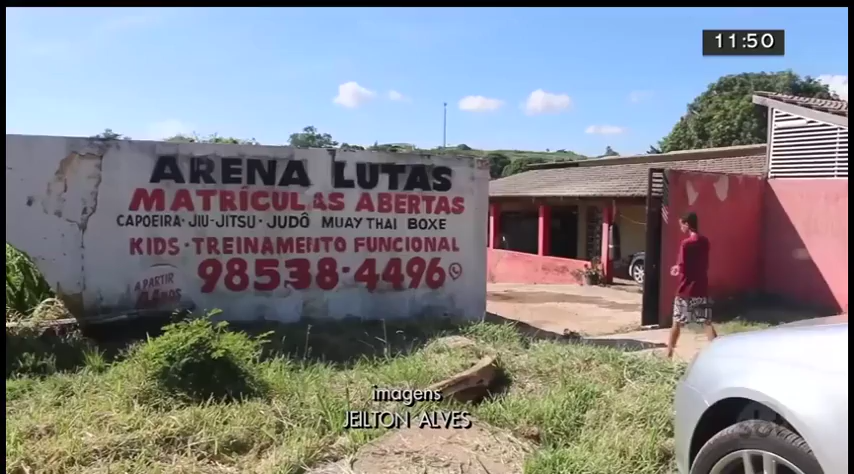 11:50
ARENA LUTAS
MATRÍCULAS ABERTAS
CAPOEIRA·JIU-JITSU·JUDÔ MUAY THAI BOXE
KIDS·TREINAMENTO FUNCIONAL
98538-4496
A PARTIR
ANOS
imagens
JEILTON ALVES